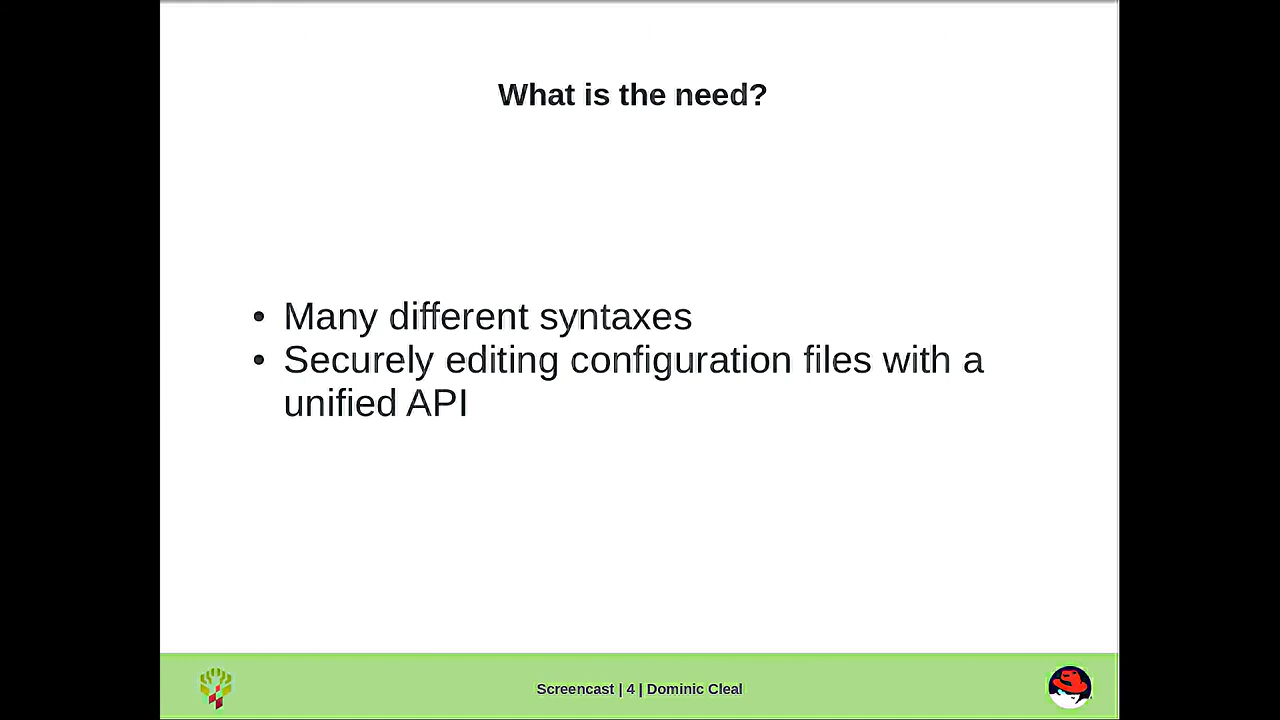 What is the need?
• Many different syntaxes
• Securely editing configuration files with a
unified API
Screencast | 4 | Dominic Cleal